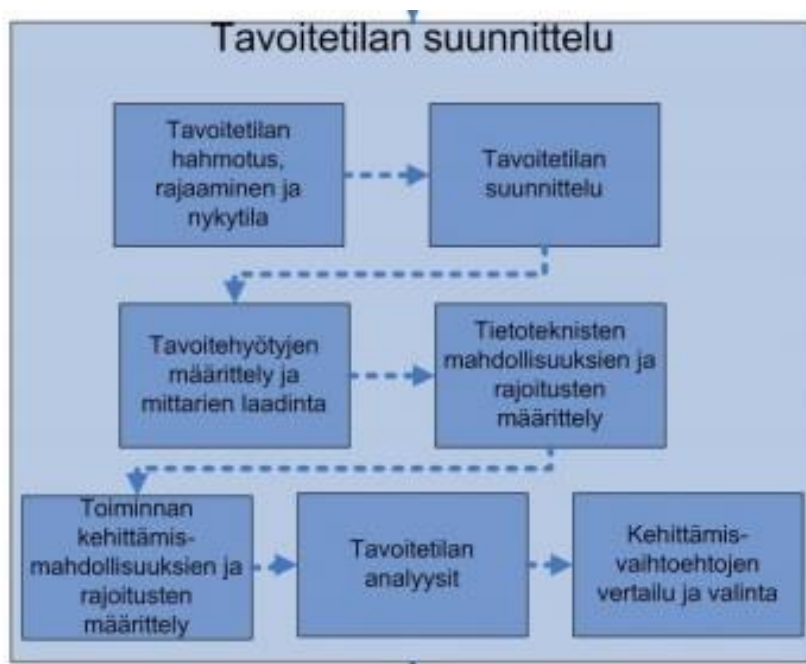 Tavoitetilan suunnittelu
Tavoitetilan
hahmotus,
rajaaminen ja
nykytila
Tavoitetilan
suunnittelu
Tavoitehyötyjen
määrittely ja
mittarien laadinta
Tietoteknisten
mahdollisuuksien ja
rajoitusten
määrittely
Toiminnan
kehittämis-
mahdollisuuksien ja
rajoitusten
määrittely
Tavoitetilan
analyysit
Kehittämis-
vaihtoehtojen
vertailu ja valinta